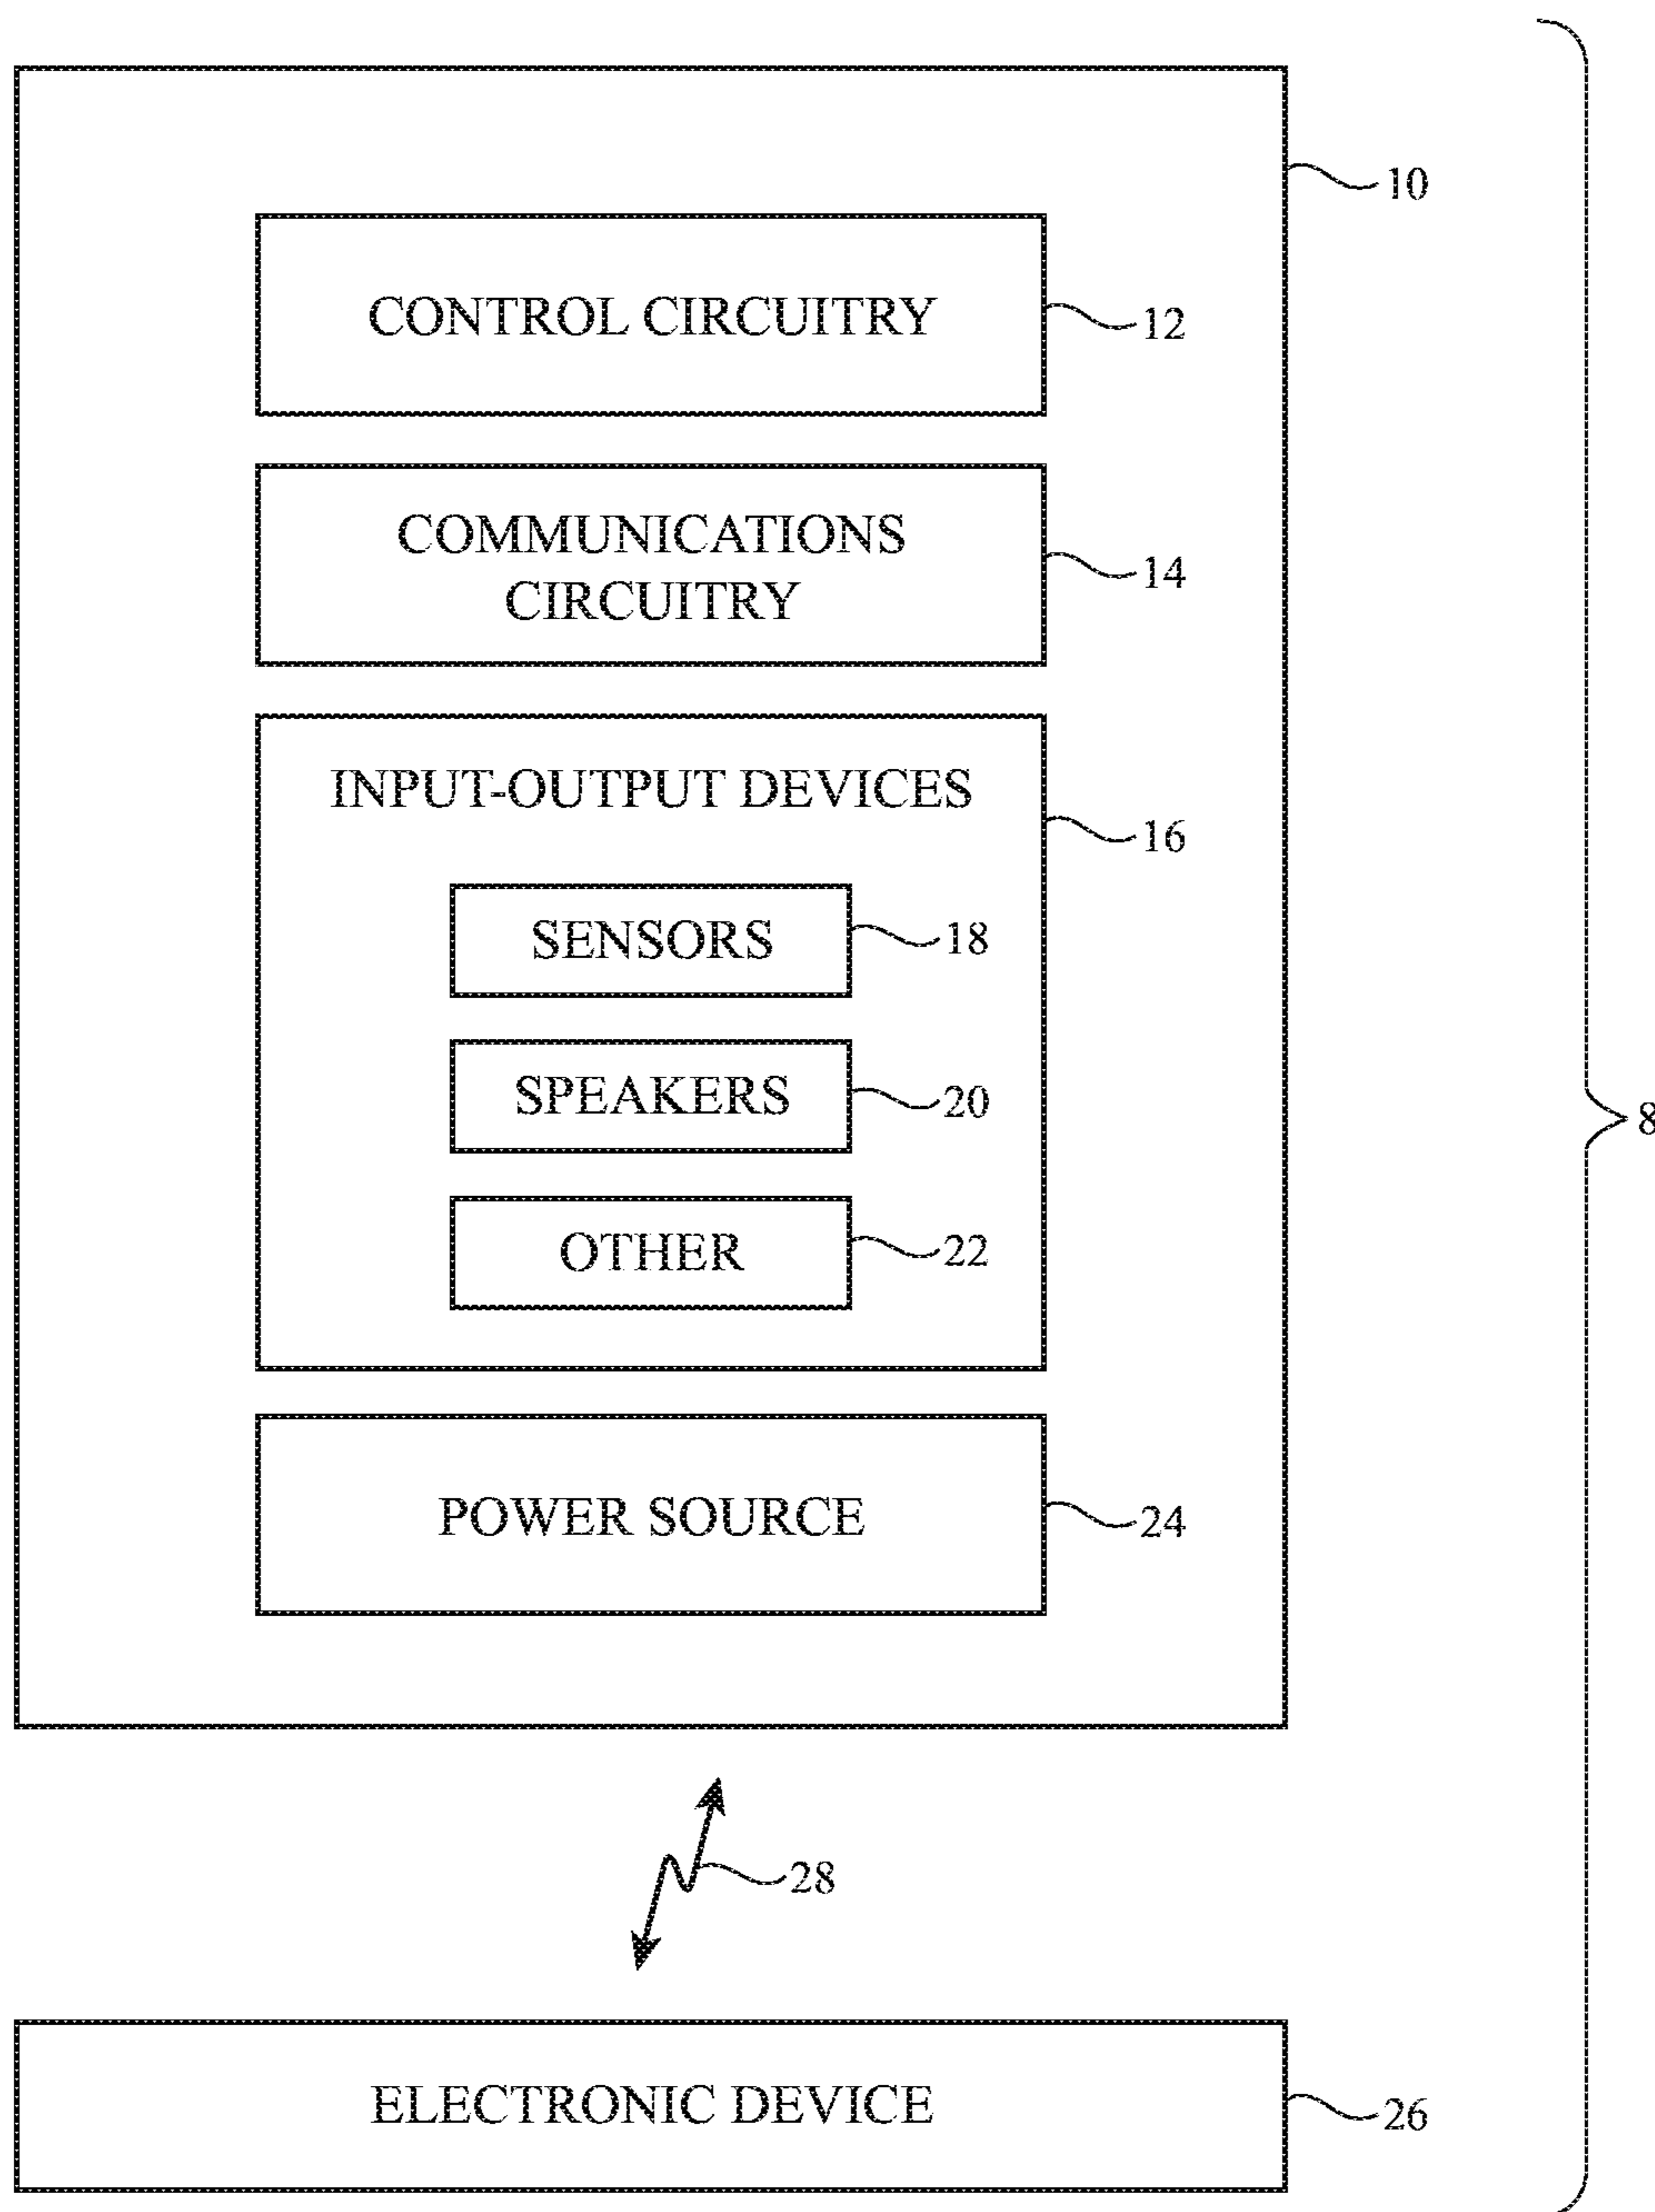 10
CONTROL CIRCUITRY
12
COMMUNICATIONS
CIRCUITRY
14
INPUT-OUTPUT DEVICES
16
SENSORS
18
SPEAKERS
20
8
OTHER
22
POWER SOURCE
24
28
ELECTRONIC DEVICE
26